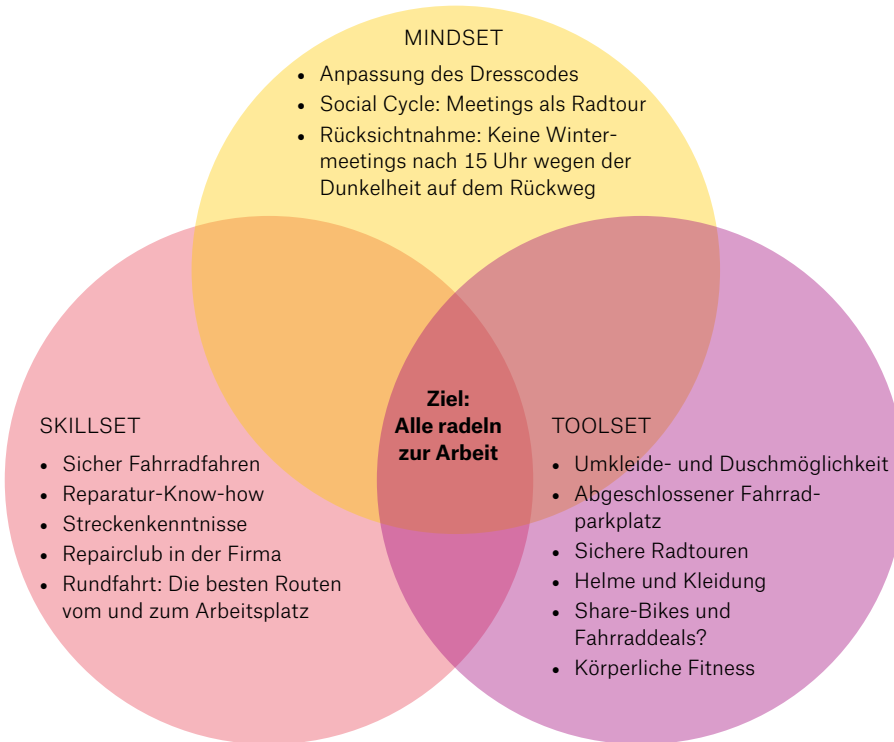 MINDSET
• Anpassung des Dresscodes
• Social Cycle: Meetings als Radtour
• Rücksichtnahme: Keine Winter-
meetings nach 15 Uhr wegen der
Dunkelheit auf dem Rückweg
Ziel:
Alle radeln
zur Arbeit
SKILLSET
• Sicher Fahrradfahren
• Reparatur-Know-how
• Streckenkenntnisse
• Repairclub in der Firma
• Rundfahrt: Die besten Routen
vom und zum Arbeitsplatz
TOOLSET
• Umkleide- und Duschmöglichkeit
• Abgeschlossener Fahrrad-
parkplatz
• Sichere Radtouren
• Helme und Kleidung
• Share-Bikes und
Fahrraddeals?
• Körperliche Fitness